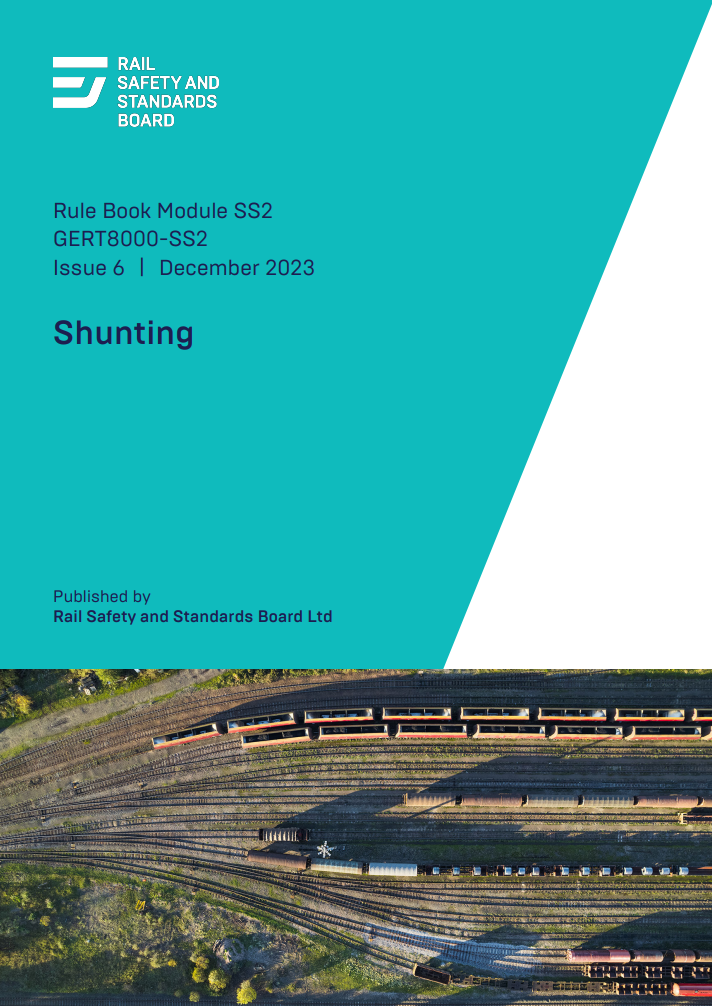 RAIL
SAFETY AND
STANDARDS
BOARD
Rule Book Module SS2
GERT8000-SS2
Issue 6 | December 2023
Shunting
Published by
Rail Safety and Standards Board Ltd